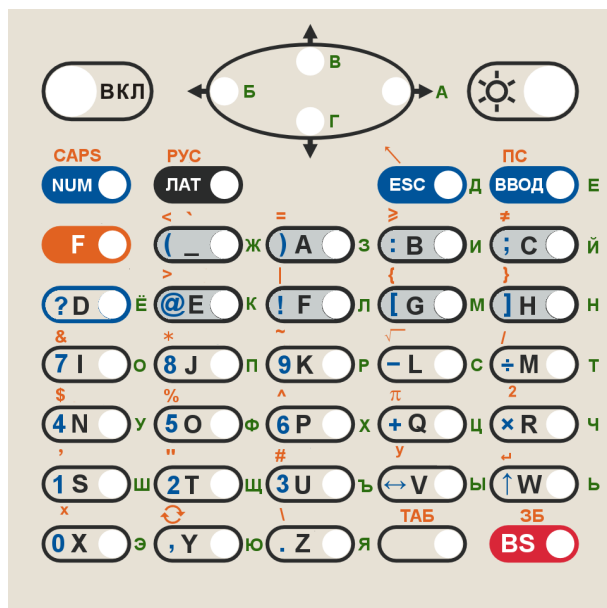 ВКЛ Б В Г А
CAPS РУС ↖ ПС
NUM ЛАТ ESC Д ВВОД Е
< ` = ≥ ≠
F ( _ Ж ) A З : B И ; C Й
> | { }
? D Ё @ E К ! F Л [ G М ] H Н
& * ~ √ /
7 I О 8 J П 9 K Р − L С ÷ M Т
$ % ^ π 2
4 N У 5 O Ф 6 P Х + Q Ц × R Ч
' " # y ↵
1 S Ш 2 T Щ 3 U Ъ ↔ V Ы ↑ W Ь
x \ ТАБ ЗБ
0 X Э , Y Ю . Z Я BS